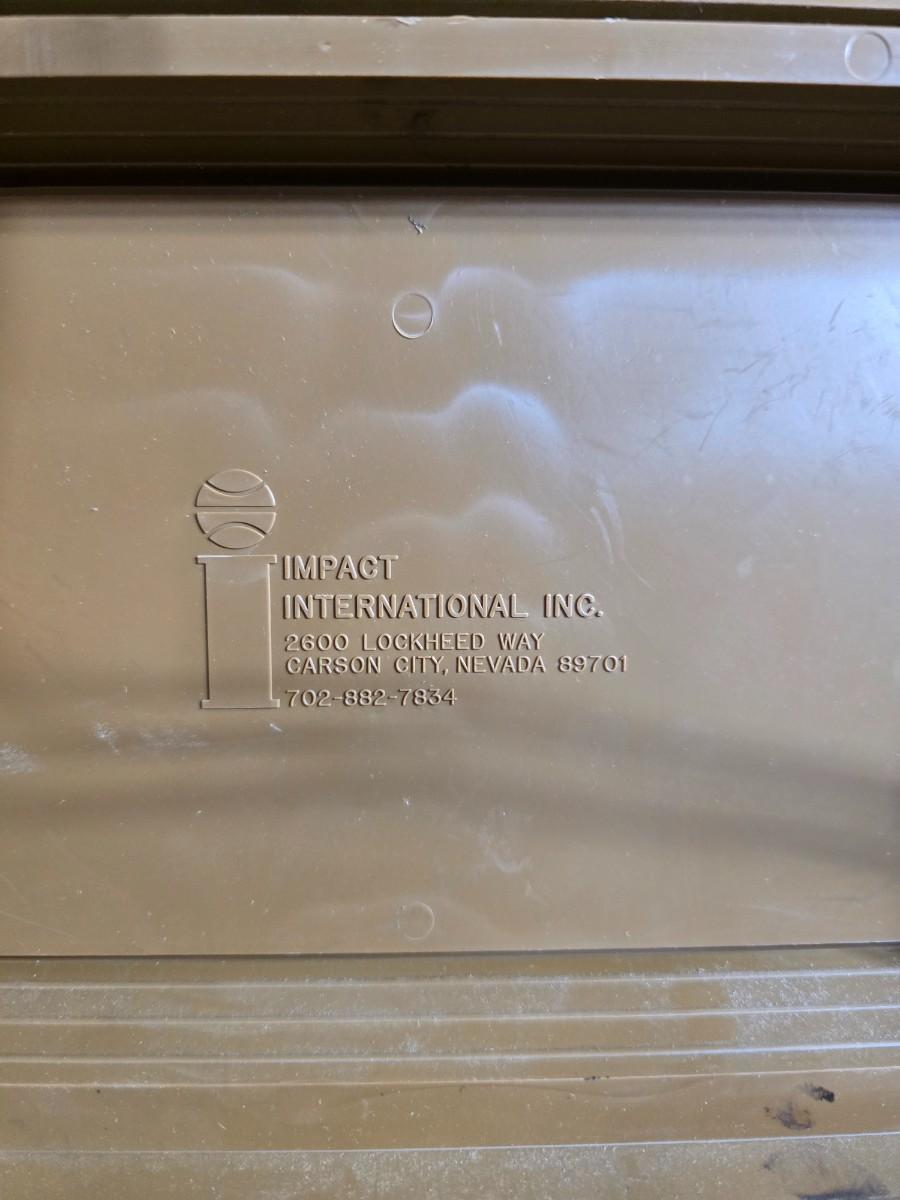 IMPACT
INTERNATIONAL INC.
2600 LOCKHEED WAY
CARSON CITY, NEVADA 89701
702-882-7834